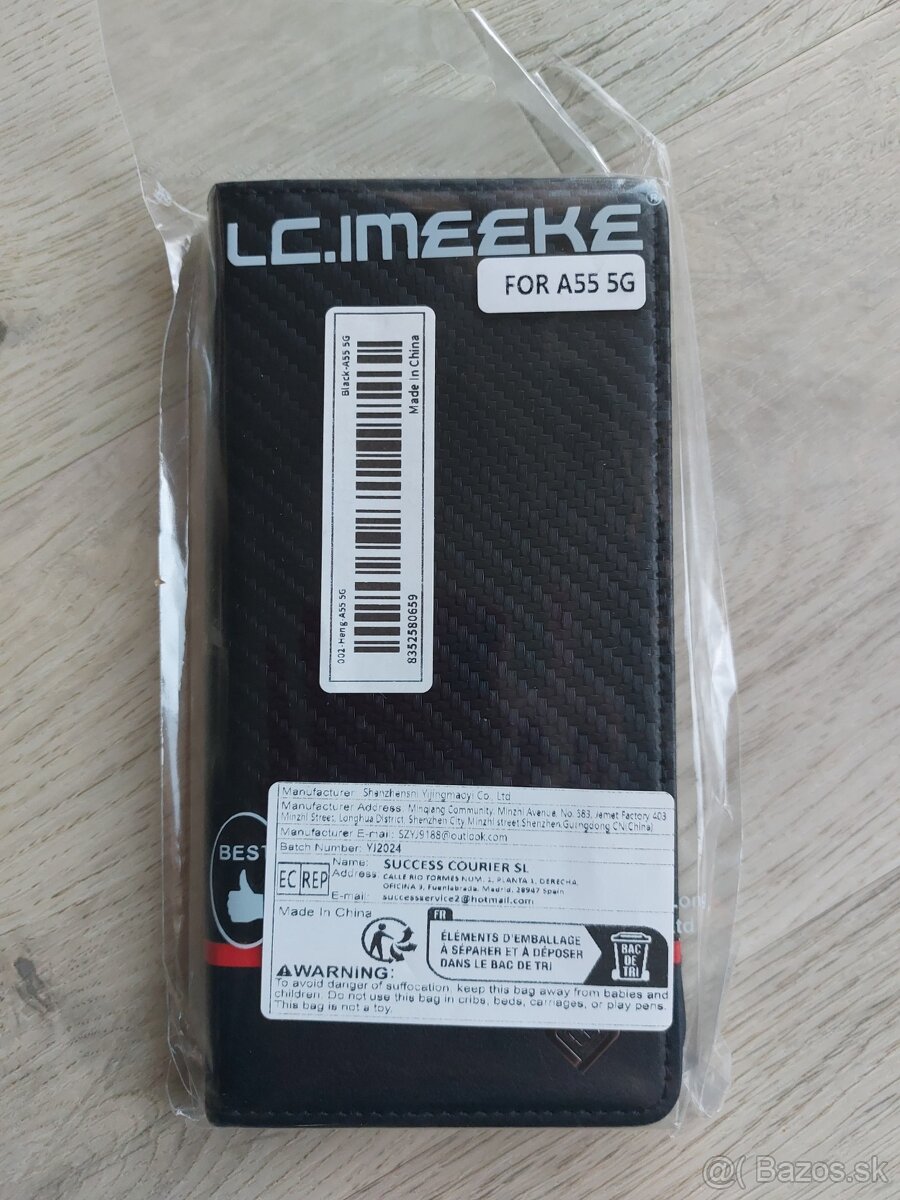 LC.IMEEKE®
FOR A55 5G
Black-A55 5G
Made In China
002-Heng-A55 5G
8352580659
Manufacturer: Shenzhenshi Yijingmaoyi Co., Ltd
Manufacturer Address: Minqiang Community, Minzhi Avenue, No. 583, Jemet Factory 403
Minzhi Street, Longhua District, Shenzhen City, Minzhi street,Shenzhen,Guangdong CN(China)
Manufacturer E-mail: SZYJ9188@outlook.com
Batch Number: YJ2024
BEST
EC REP
Name: SUCCESS COURIER SL
Address: CALLE RIO TORMES NUM. 1, PLANTA 1, DERECHA,
OFICINA 3, Fuenlabrada, Madrid, 28947 Spain
E-mail: successservice2@hotmail.com
Made In China
FR
ÉLÉMENTS D'EMBALLAGE
À SÉPARER ET À DÉPOSER
DANS LE BAC DE TRI
BAC
DE
TRI
WARNING:
To avoid danger of suffocation, keep this bag away from babies and
children. Do not use this bag in cribs, beds, carriages, or play pens.
This bag is not a toy.
@( Bazos.sk